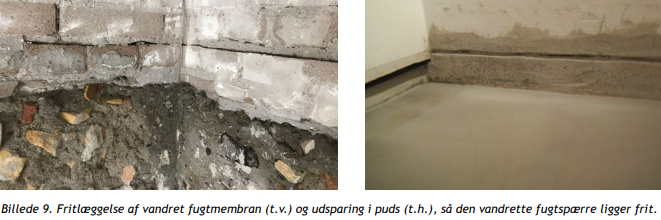 Billede 9. Fritlæggelse af vandret fugtmembran (t.v.) og udsparing i puds (t.h.), så den vandrette fugtspærre ligger frit.